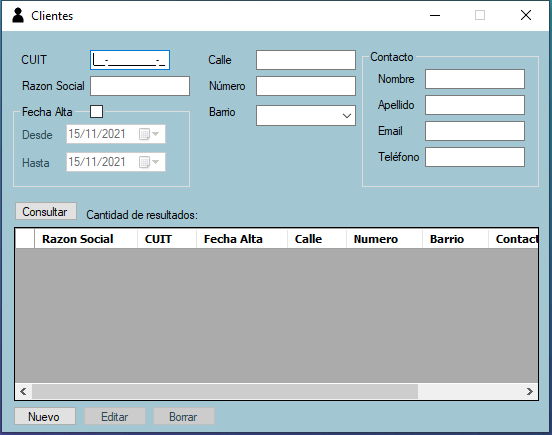 Clientes
CUIT
__-________-_
Razon Social
Fecha Alta
Desde
15/11/2021
Hasta
15/11/2021
Calle
Número
Barrio
Contacto
Nombre
Apellido
Email
Teléfono
Consultar
Cantidad de resultados:
Razon Social CUIT Fecha Alta Calle Numero Barrio Contact
Nuevo Editar Borrar